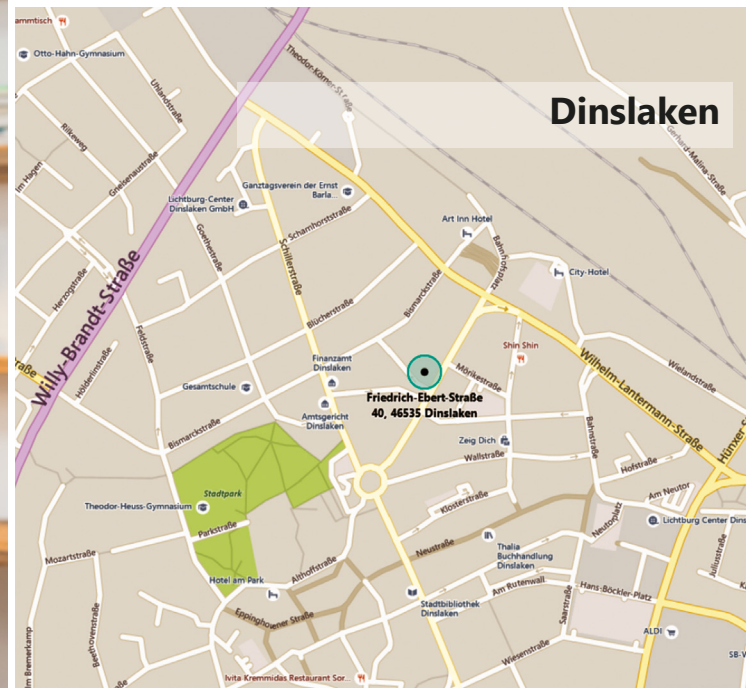 ammtisch
Otto-Hahn-Gymnasium
Theodor-Körner-Straße
Dinslaken
Uhlandstraße
Rilkeweg
Im Hagen
Gneisenaustraße
Gerhard-Malina-Straße
Ganztagsverein der Ernst
Barla...
Lichtburg-Center
Dinslaken GmbH
Scharnhorststraße
Art Inn Hotel
Goethestraße
Schillerstraße
Bahnhofsplatz
City-Hotel
Herzogstraße
Willy-Brandt-Straße
Feldstraße
Blücherstraße
Bismarckstraße
Hölderlinstraße
raße
Finanzamt
Dinslaken
Shin Shin
Wilhelm-Lantermann-Straße
Wielandstraße
Mörikestraße
Gesamtschule
Friedrich-Ebert-Straße
40, 46535 Dinslaken
Amtsgericht
Dinslaken
Bismarckstraße
Zeig Dich
Bahnstraße
Hünxer S
Wallstraße
Hofstraße
Stadtpark
Am Neutor
Theodor-Heuss-Gymnasium
Klosterstraße
Parkstraße
Neutorplatz
Lichtburg Center Dins
Mozartstraße
Neustraße
Thalia
Buchhandlung
Dinslaken
Juliusstraße
Althoffstraße
Hotel am Park
Am Rutenwall
Hans-Böckler-Platz
Stadtbibliothek
Dinslaken
Eppinghovener Straße
Beethovenstraße
Saarstraße
ALDI
Im Bremerkamp
Wiesenstraße
SB-W
Ivita Kremmidas Restaurant Sor...